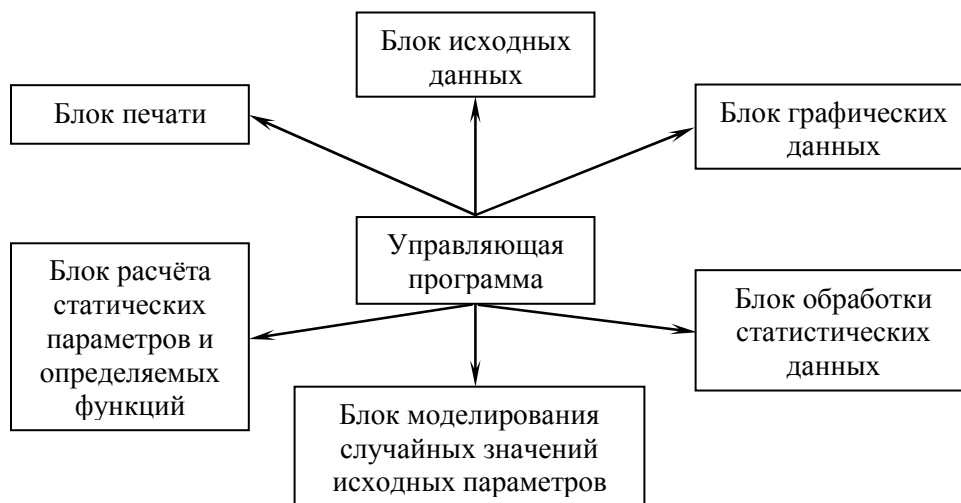 Блок исходных
данных
Блок печати
Блок графических
данных
Управляющая
программа
Блок расчёта
статических
параметров и
определяемых
функций
Блок обработки
статистических
данных
Блок моделирования
случайных значений
исходных параметров